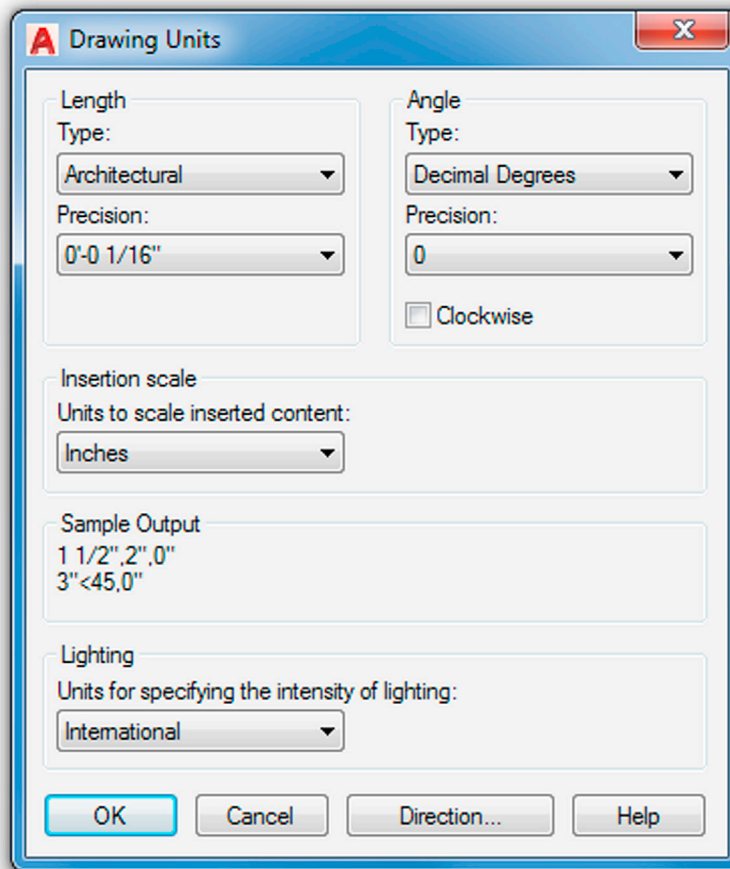 Drawing Units
Length
Type:
Architectural
Precision:
0'-0 1/16"
Angle
Type:
Decimal Degrees
Precision:
0
Clockwise
Insertion scale
Units to scale inserted content:
Inches
Sample Output
1 1/2",2",0"
3"<45,0"
Lighting
Units for specifying the intensity of lighting:
International
OK Cancel Direction... Help